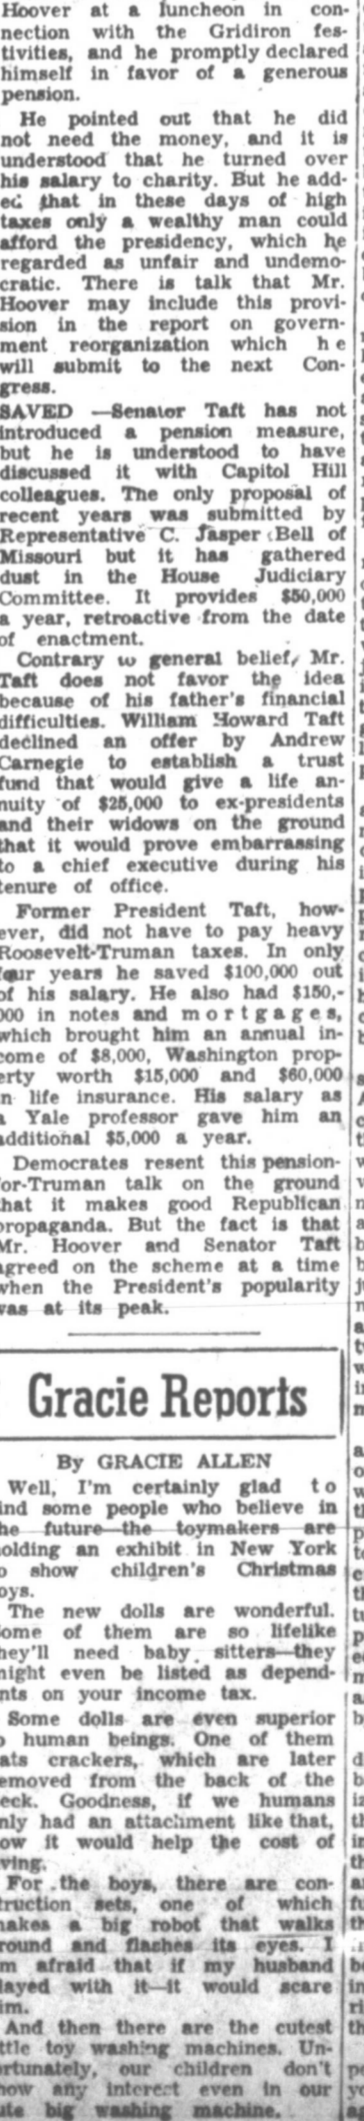 Hoover at a luncheon in con-
nection with the Gridiron fes-
tivities, and he promptly declared
himself in favor of a generous
pension.
He pointed out that he did
not need the money, and it is
understood that he turned over
his salary to charity. But he add-
ed that in these days of high
taxes only a wealthy man could
afford the presidency, which he
regarded as unfair and undemo-
cratic. There is talk that Mr.
Hoover may include this provi-
sion in the report on govern-
ment reorganization which he
will submit to the next Con-
gress.
SAVED —Senator Taft has not
introduced a pension measure,
but he is understood to have
discussed it with Capitol Hill
colleagues. The only proposal of
recent years was submitted by
Representative C. Jasper Bell of
Missouri but it has gathered
dust in the House Judiciary
Committee. It provides $50,000
a year, retroactive from the date
of enactment.
Contrary to general belief, Mr.
Taft does not favor the idea
because of his father's financial
difficulties. William Howard Taft
declined an offer by Andrew
Carnegie to establish a trust
fund that would give a life an-
nuity of $25,000 to ex-presidents
and their widows on the ground
that it would prove embarrassing
to a chief executive during his
tenure of office.
Former President Taft, how-
ever, did not have to pay heavy
Roosevelt-Truman taxes. In only
four years he saved $100,000 out
of his salary. He also had $150,-
000 in notes and mortgages,
which brought him an annual in-
come of $8,000, Washington prop-
erty worth $15,000 and $60,000
in life insurance. His salary as
a Yale professor gave him an
additional $5,000 a year.
Democrates resent this pension-
for-Truman talk on the ground
that it makes good Republican
propaganda. But the fact is that
Mr. Hoover and Senator Taft
agreed on the scheme at a time
when the President's popularity
was at its peak.
Gracie Reports
By GRACIE ALLEN
Well, I'm certainly glad to
find some people who believe in
the future—the toymakers are
holding an exhibit in New York
to show children's Christmas
toys.
The new dolls are wonderful.
Some of them are so lifelike
they'll need baby sitters—they
might even be listed as depend-
ents on your income tax.
Some dolls are even superior
to human beings. One of them
eats crackers, which are later
removed from the back of the
neck. Goodness, if we humans
only had an attachment like that,
how it would help the cost of
living.
For the boys, there are con-
struction sets, one of which
makes a big robot that walks
around and flashes its eyes. I
am afraid that if my husband
played with it—it would scare
him.
And then there are the cutest
little toy washing machines. Un-
fortunately, our children don't
show any interest even in our
cute big washing machine.